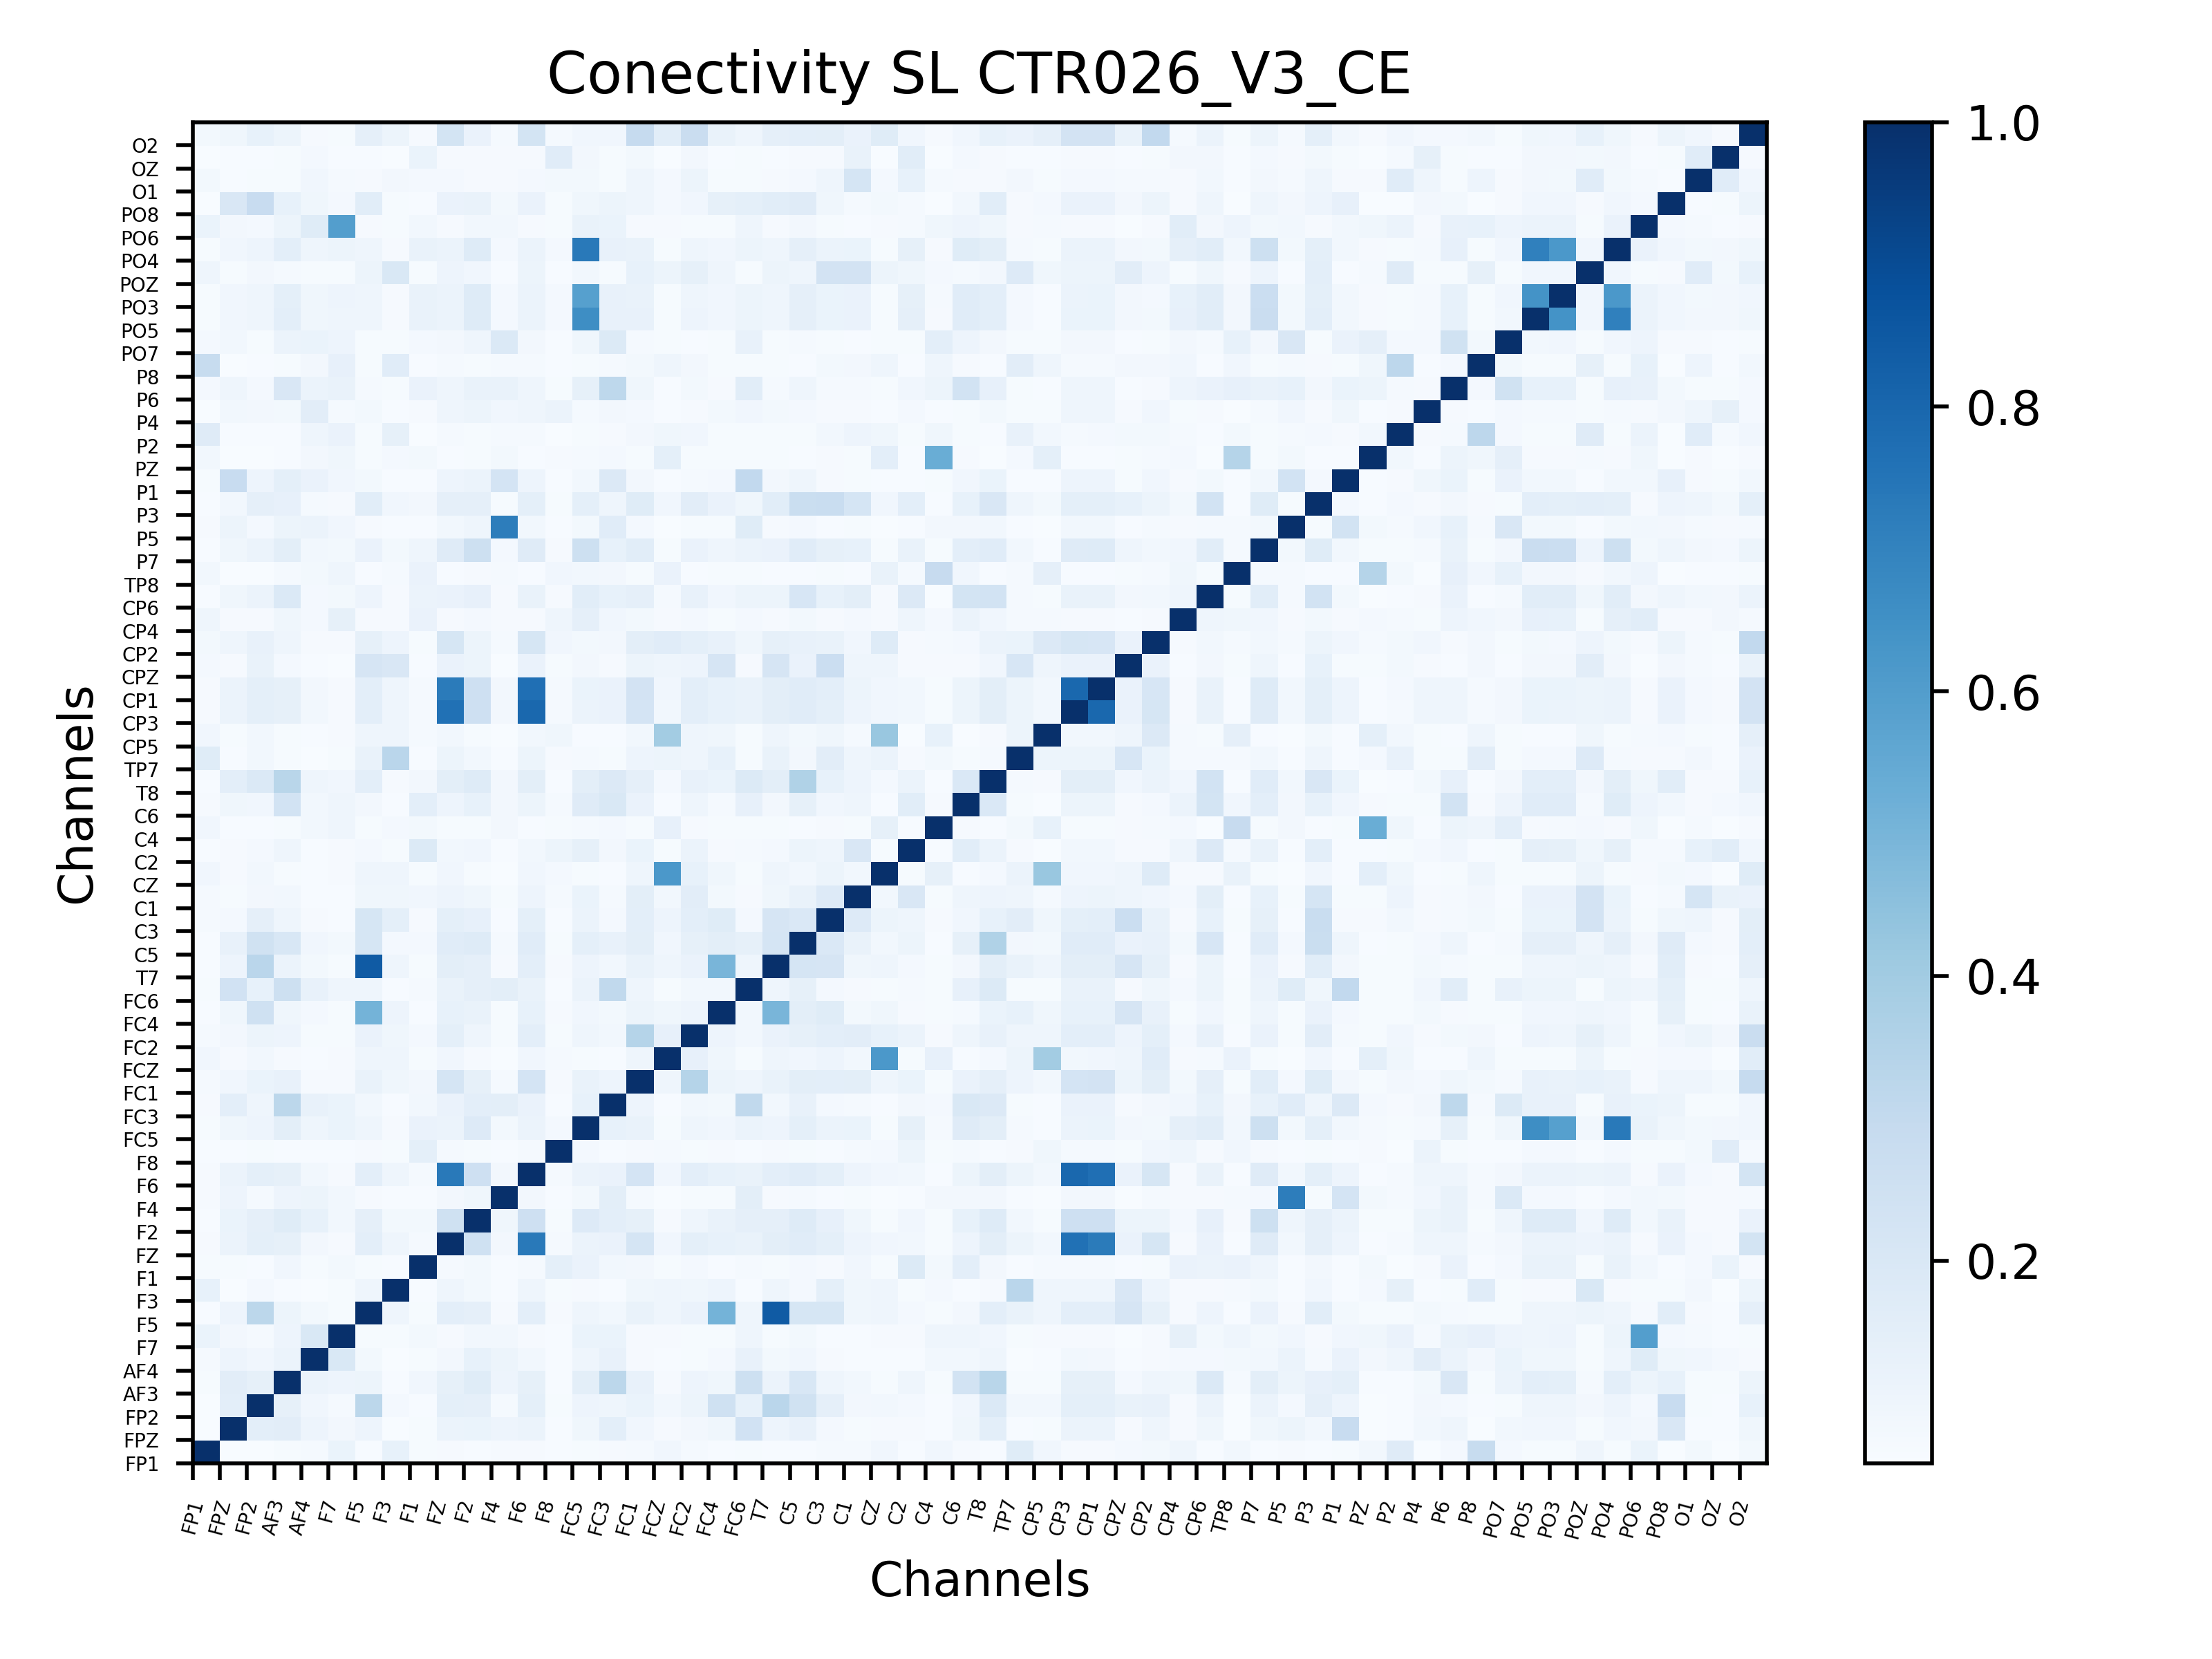 Conectivity SL CTR026_V3_CE
O2
OZ
O1
PO8
PO6
PO4
POZ
PO3
PO5
PO7
P8
P6
P4
P2
PZ
P1
P3
P5
P7
TP8
CP6
CP4
CP2
CPZ
CP1
CP3
CP5
TP7
T8
C6
C4
C2
CZ
C1
C3
C5
T7
FC6
FC4
FC2
FCZ
FC1
FC3
FC5
F8
F6
F4
F2
FZ
F1
F3
F5
F7
AF4
AF3
FP2
FPZ
FP1
Channels
FP1 FPZ FP2 AF3 AF4 F7 F5 F3 F1 FZ F2 F4 F6 F8 FC5 FC3 FC1 FCZ FC2 FC4 FC6 T7 C5 C3 C1 CZ C2 C4 C6 T8 TP7 CP5 CP3 CP1 CPZ CP2 CP4 CP6 TP8 P7 P5 P3 P1 PZ P2 P4 P6 P8 PO7 PO5 PO3 POZ PO4 PO6 PO8 O1 OZ O2
Channels
1.0
0.8
0.6
0.4
0.2